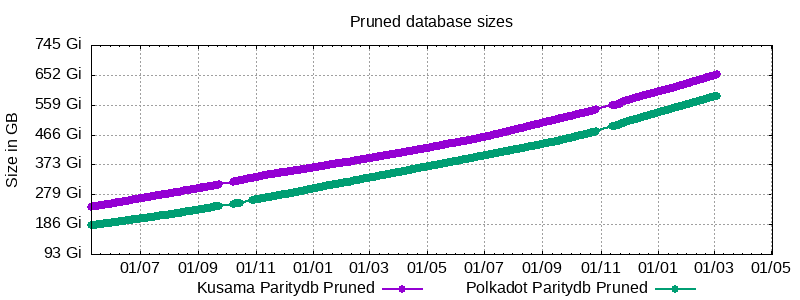 Pruned database sizes
745 Gi
652 Gi
559 Gi
466 Gi
373 Gi
279 Gi
186 Gi
93 Gi
Size in GB
01/07 01/09 01/11 01/01 01/03 01/05 01/07 01/09 01/11 01/01 01/03 01/05
Kusama Paritydb Pruned Polkadot Paritydb Pruned